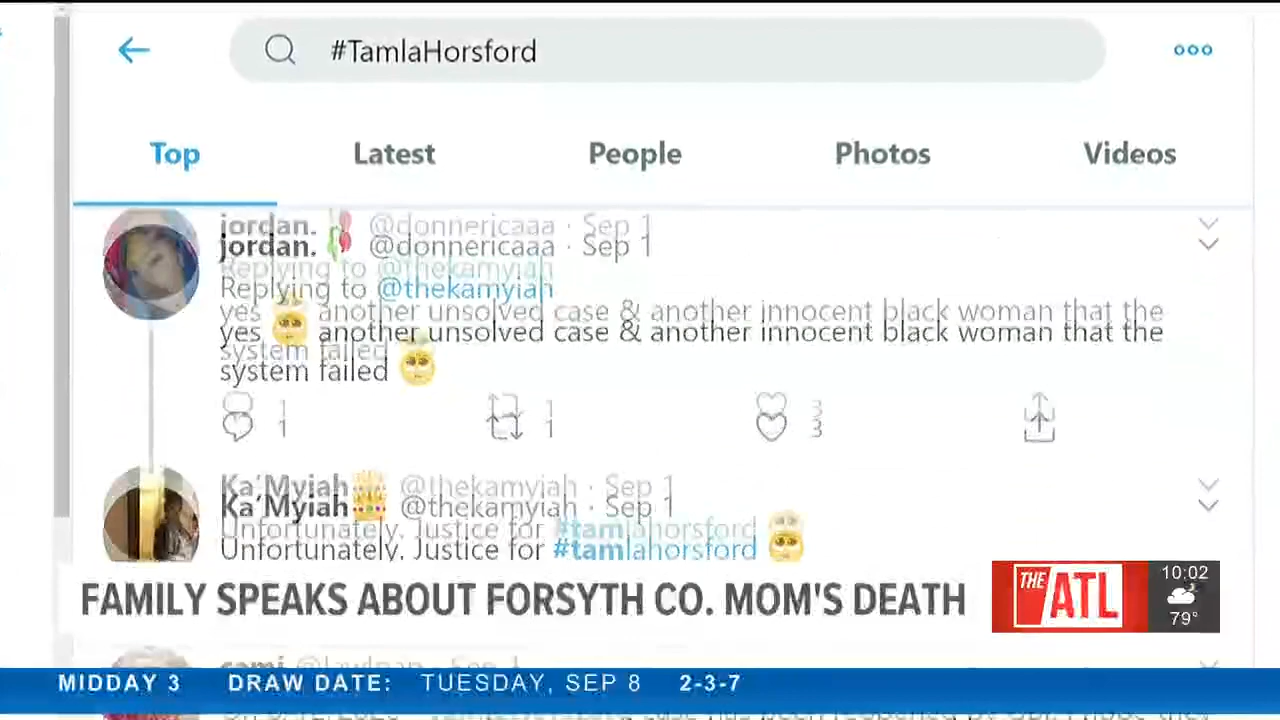 #TamlaHorsford
Top Latest People Photos Videos
jordan. @donnericaaa · Sep 1
Replying to @thekamyiah
yes another unsolved case & another innocent black woman that the
system failed
1 1 3
Ka'Myiah @thekamyiah · Sep 1
Unfortunately. Justice for #tamlahorsford
FAMILY SPEAKS ABOUT FORSYTH CO. MOM'S DEATH
THE ATL
10:02
79°
MIDDAY 3 DRAW DATE: TUESDAY, SEP 8 2-3-7